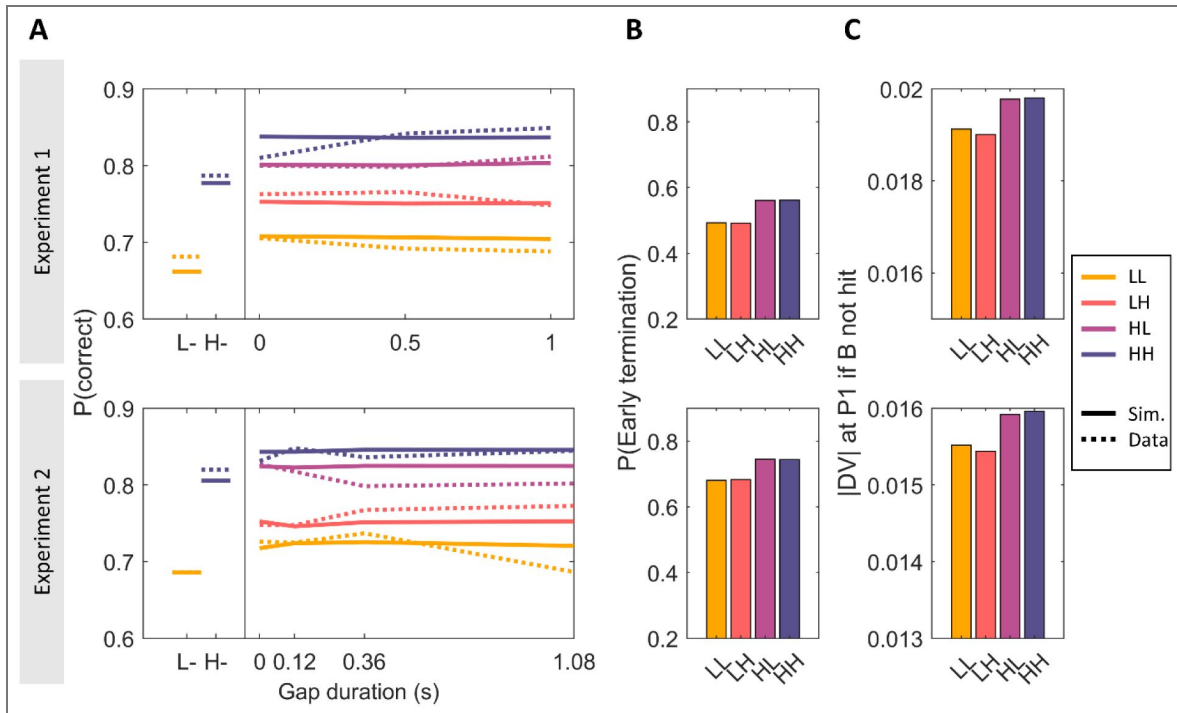 A
B
C
Experiment 1
P(correct)
0.9
0.8
0.7
0.6
L- H- 0 0.5 1
P(Early termination)
0.8
0.6
0.4
0.2
LL LH HL HH
|DV| at P1 if B not hit
0.02
0.018
0.016
LL LH HL HH
LL
LH
HL
HH
Sim.
Data
Experiment 2
0.9
0.8
0.7
0.6
L- H- 0 0.12 0.36 1.08
Gap duration (s)
0.8
0.6
0.4
0.2
LL LH HL HH
0.016
0.015
0.014
0.013
LL LH HL HH